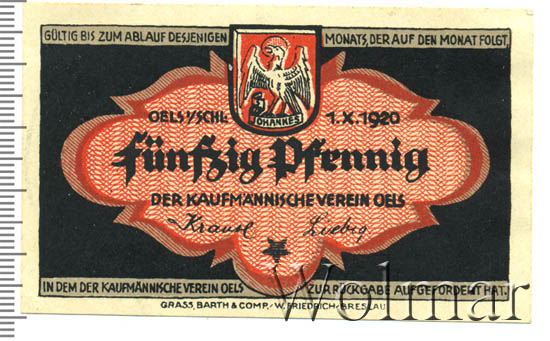 GÜLTIG BIS ZUM ABLAUF DESJENIGEN MONATS, DER AUF DEN MONAT FOLGT,
JOHANNES
OELS i/SCHL. 1.X.1920
Fünfzig Pfennig
DER KAUFMÄNNISCHE VEREIN OELS
Krause Liebig
IN DEM DER KAUFMÄNNISCHE VEREIN OELS ZUR RÜCKGABE AUFGEFORDERT HAT.
GRASS, BARTH & COMP.-W. FRIEDRICH-BRESLAU
Wolmar